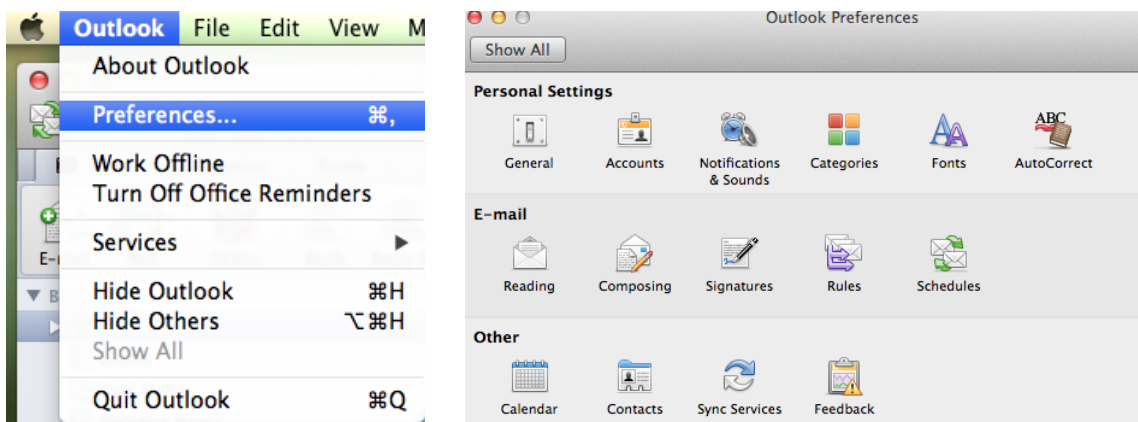 Outlook File Edit View M
About Outlook
Preferences... ⌘,
Work Offline
Turn Off Office Reminders
Services ▶
Hide Outlook ⌘H
Hide Others ⌥⌘H
Show All
Quit Outlook ⌘Q
E-
B
Outlook Preferences
Show All
Personal Settings
General Accounts Notifications & Sounds Categories Fonts AutoCorrect
ABC
E-mail
Reading Composing Signatures Rules Schedules
Other
Calendar Contacts Sync Services Feedback